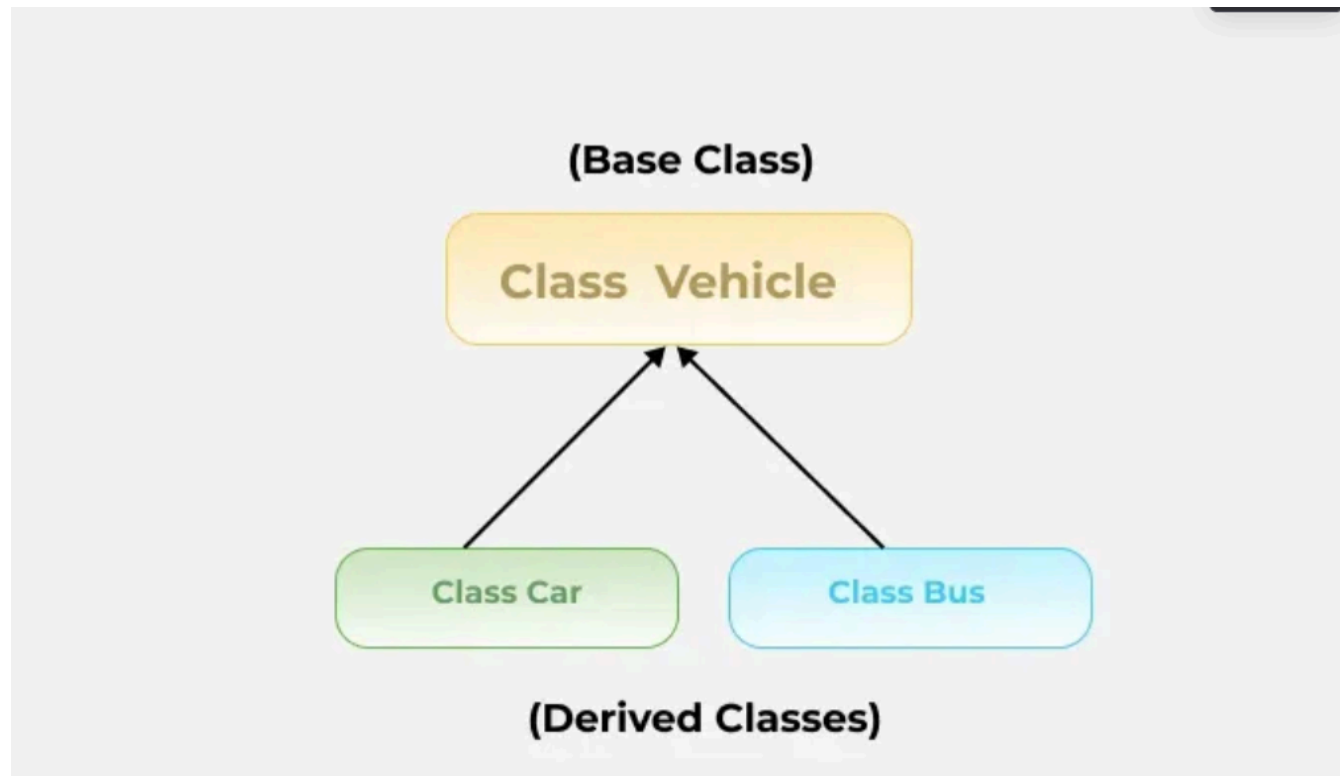 (Base Class)
Class Vehicle
Class Car
Class Bus
(Derived Classes)